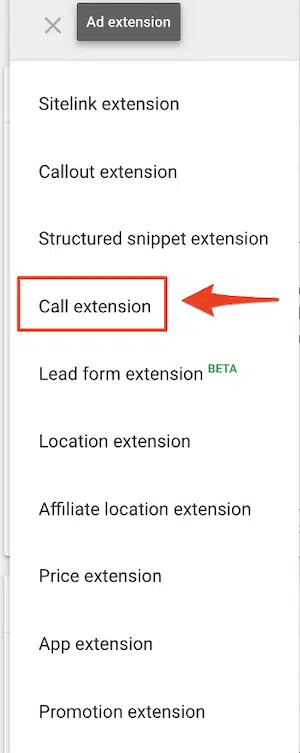 Ad extension
Sitelink extension
Callout extension
Structured snippet extension
Call extension
Lead form extension BETA
Location extension
Affiliate location extension
Price extension
App extension
Promotion extension